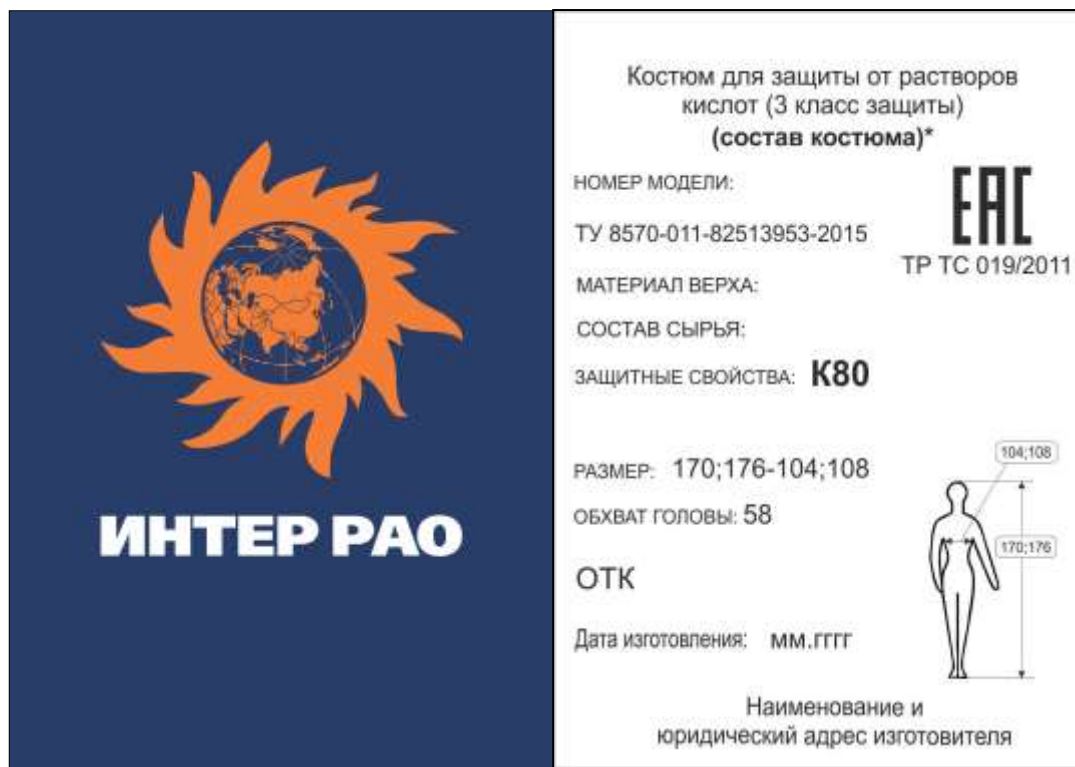 ИНТЕР РАО
Костюм для защиты от растворов
кислот (3 класс защиты)
(состав костюма)*
НОМЕР МОДЕЛИ:
ТУ 8570-011-82513953-2015
EAC
ТР ТС 019/2011
МАТЕРИАЛ ВЕРХА:
СОСТАВ СЫРЬЯ:
ЗАЩИТНЫЕ СВОЙСТВА: К80
РАЗМЕР: 170;176-104;108
ОБХВАТ ГОЛОВЫ: 58
104;108
170;176
ОТК
Дата изготовления: мм.гггг
Наименование и
юридический адрес изготовителя